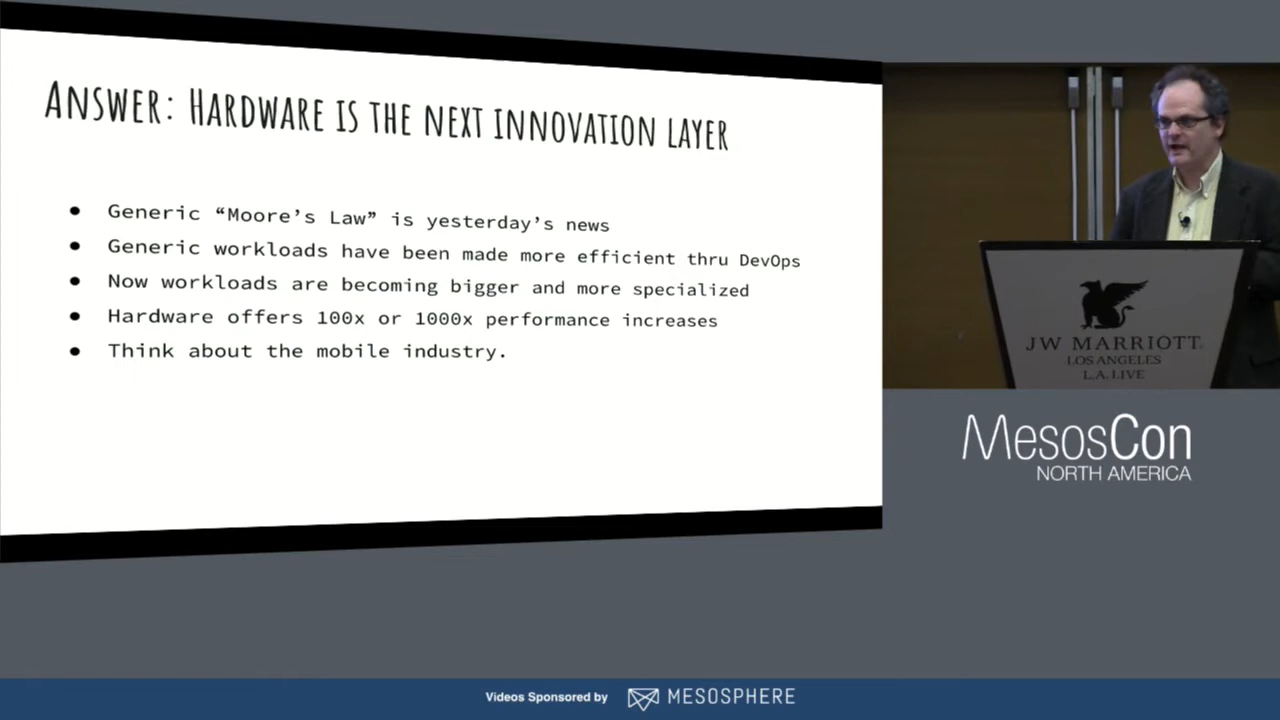 ANSWER: HARDWARE IS THE NEXT INNOVATION LAYER
Generic “Moore’s Law” is yesterday’s news
Generic workloads have been made more efficient thru DevOps
Now workloads are becoming bigger and more specialized
Hardware offers 100x or 1000x performance increases
Think about the mobile industry.
JW MARRIOTT
LOS ANGELES
L.A. LIVE
MesosCon
NORTH AMERICA
Videos Sponsored by MESOSPHERE